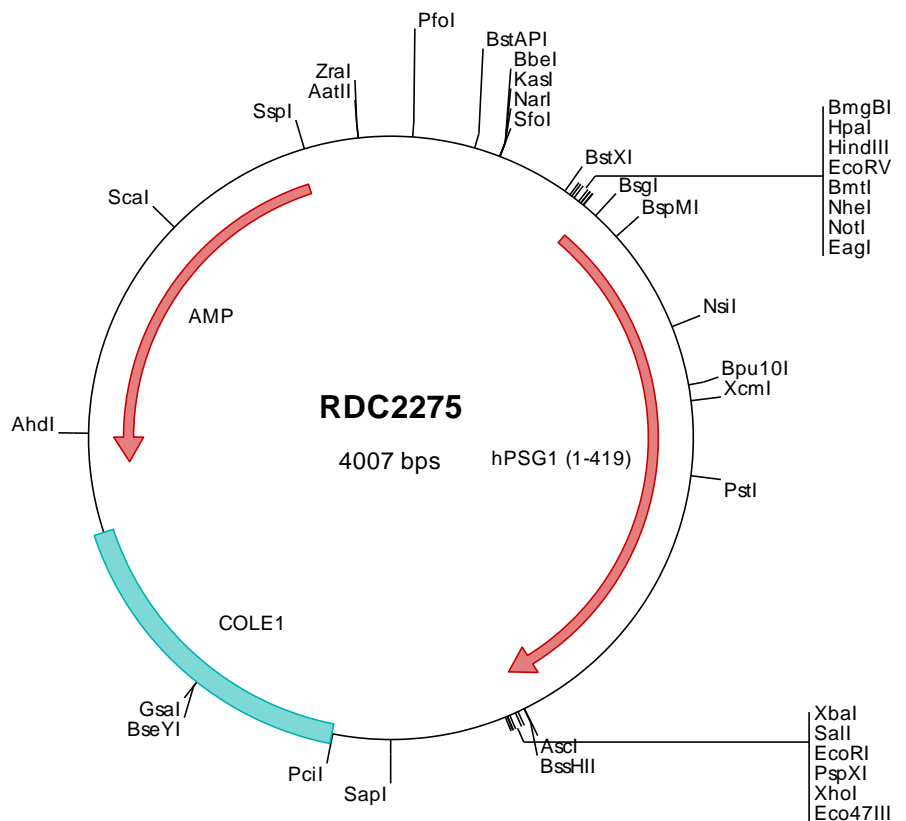 PfoI
BstAPI
BbeI
KasI
NarI
SfoI
ZraI
AatII
SspI
ScaI
BstXI
BmgBI
HpaI
HindIII
EcoRV
BmtI
NheI
NotI
EagI
BsgI
BspMI
NsiI
AMP
Bpu10I
XcmI
RDC2275
4007 bps
AhdI
hPSG1 (1-419)
PstI
COLE1
GsaI
BseYI
PciI
SapI
AscI
BssHII
XbaI
SalI
EcoRI
PspXI
XhoI
Eco47III